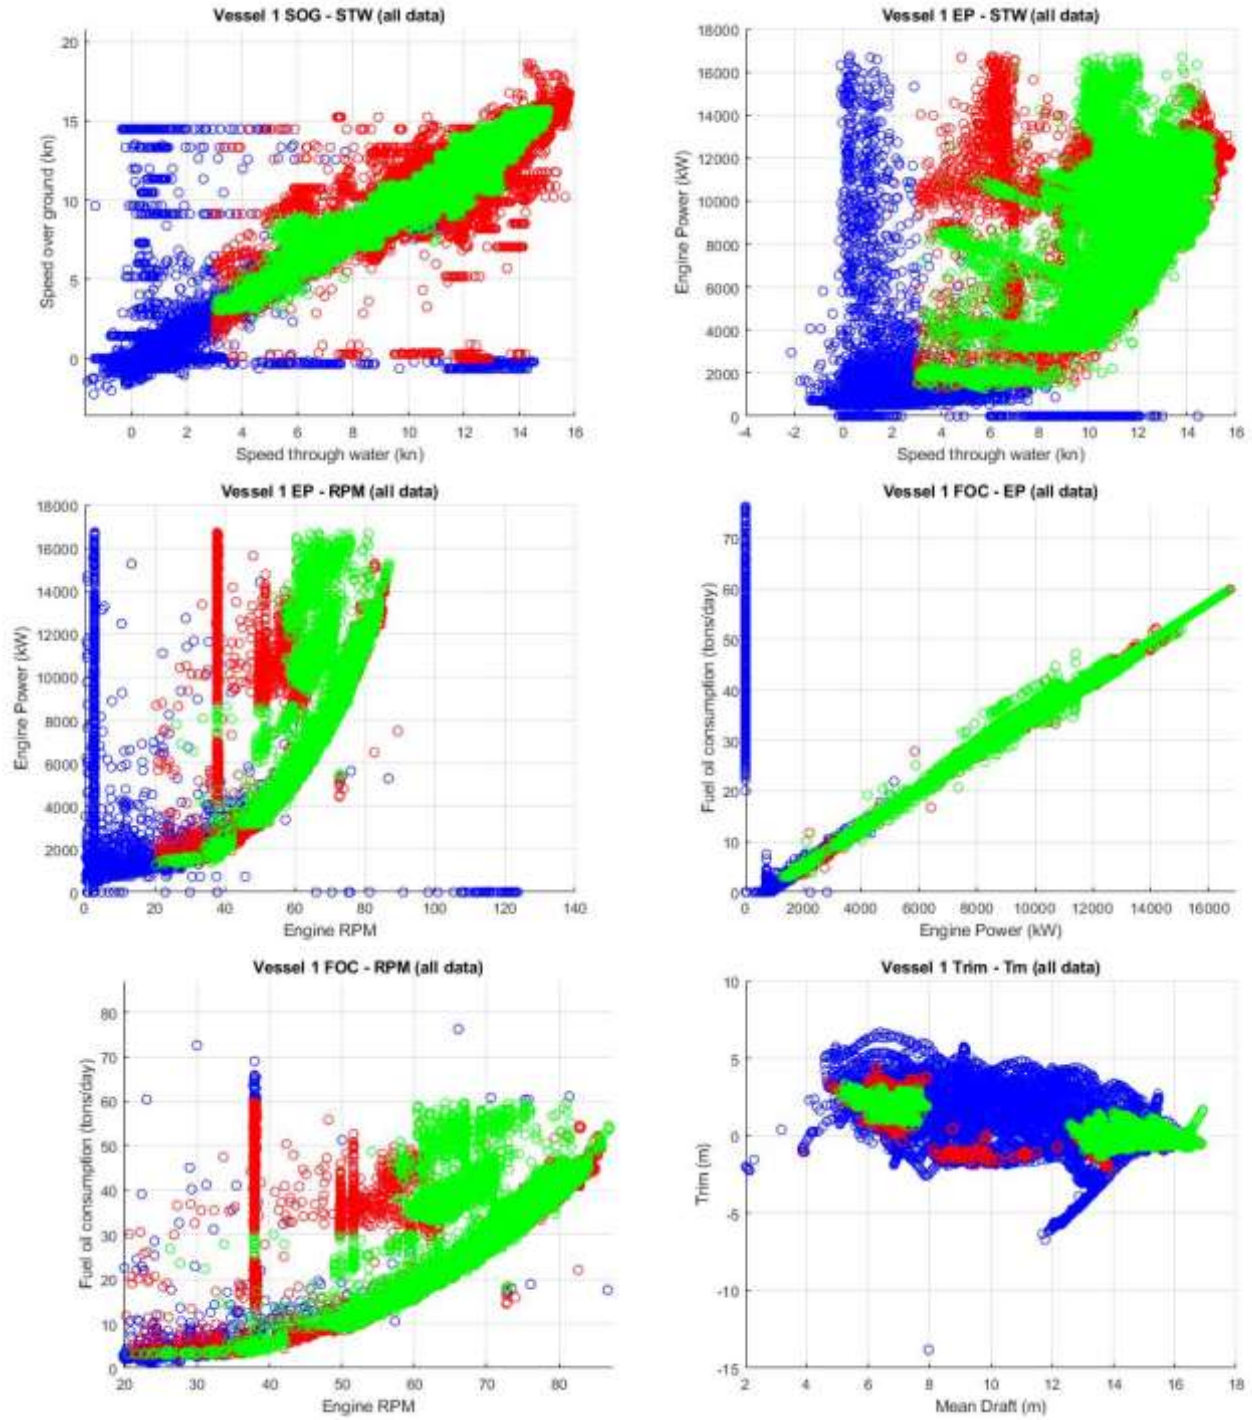 Vessel 1 SOG - STW (all data)
20
15
10
5
0
Speed over ground (kn)
0 2 4 6 8 10 12 14 16
Speed through water (kn)
Vessel 1 EP - STW (all data)
18000
16000
14000
12000
10000
8000
6000
4000
2000
0
Engine Power (kW)
-4 -2 0 2 4 6 8 10 12 14 16
Speed through water (kn)
Vessel 1 EP - RPM (all data)
18000
16000
14000
12000
10000
8000
6000
4000
2000
0
Engine Power (kW)
0 20 40 60 80 100 120 140
Engine RPM
Vessel 1 FOC - EP (all data)
70
60
50
40
30
20
10
0
Fuel oil consumption (tons/day)
0 2000 4000 6000 8000 10000 12000 14000 16000
Engine Power (kW)
Vessel 1 FOC - RPM (all data)
80
70
60
50
40
30
20
10
0
Fuel oil consumption (tons/day)
20 30 40 50 60 70 80
Engine RPM
Vessel 1 Trim - Tm (all data)
10
5
0
-5
-10
-15
Trim (m)
2 4 6 8 10 12 14 16 18
Mean Draft (m)